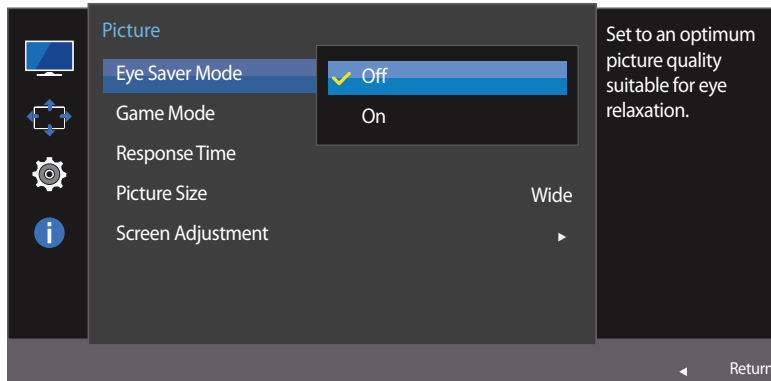 Picture
Eye Saver Mode
Off
Game Mode
On
Response Time
Picture Size
Wide
Screen Adjustment
Set to an optimum
picture quality
suitable for eye
relaxation.
Return